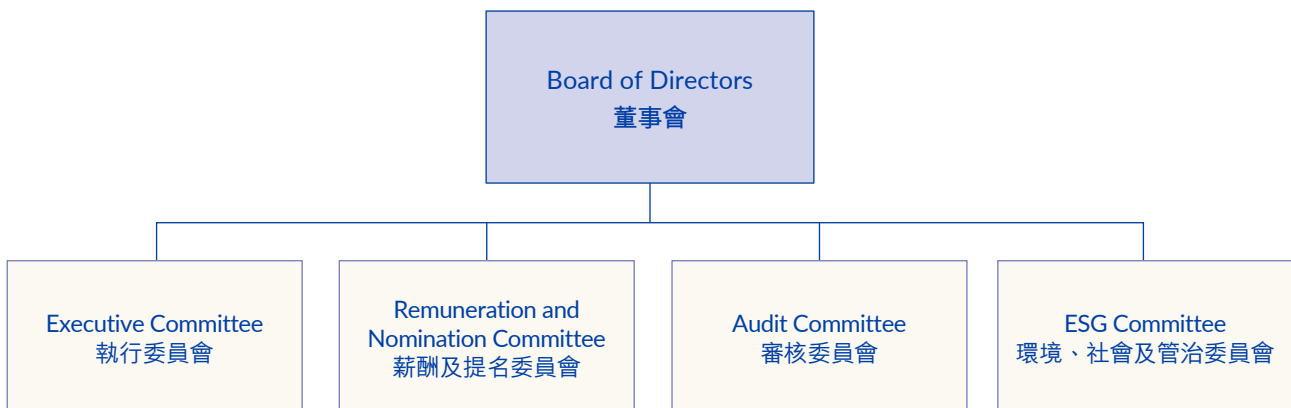 Board of Directors
董事會
Executive Committee
執行委員會
Remuneration and
Nomination Committee
薪酬及提名委員會
Audit Committee
審核委員會
ESG Committee
環境、社會及管治委員會